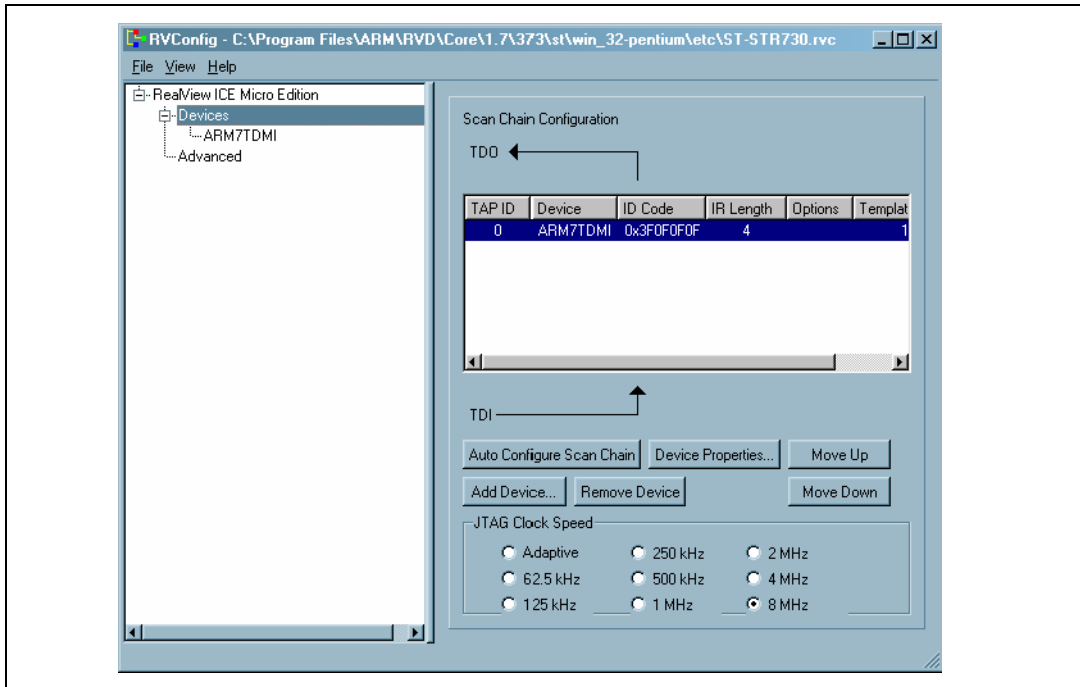 RVConfig - C:\Program Files\ARM\RVD\Core\1.7\373\st\win_32-pentium\etc\ST-STR730.rvc
File View Help
RealView ICE Micro Edition
Devices
ARM7TDMI
Advanced
Scan Chain Configuration
TDO
TAP ID Device ID Code IR Length Options Templat
0 ARM7TDMI 0x3F0F0F0F 4 1
TDI
Auto Configure Scan Chain Device Properties... Move Up
Add Device... Remove Device Move Down
JTAG Clock Speed
Adaptive 250 kHz 2 MHz
62.5 kHz 500 kHz 4 MHz
125 kHz 1 MHz 8 MHz